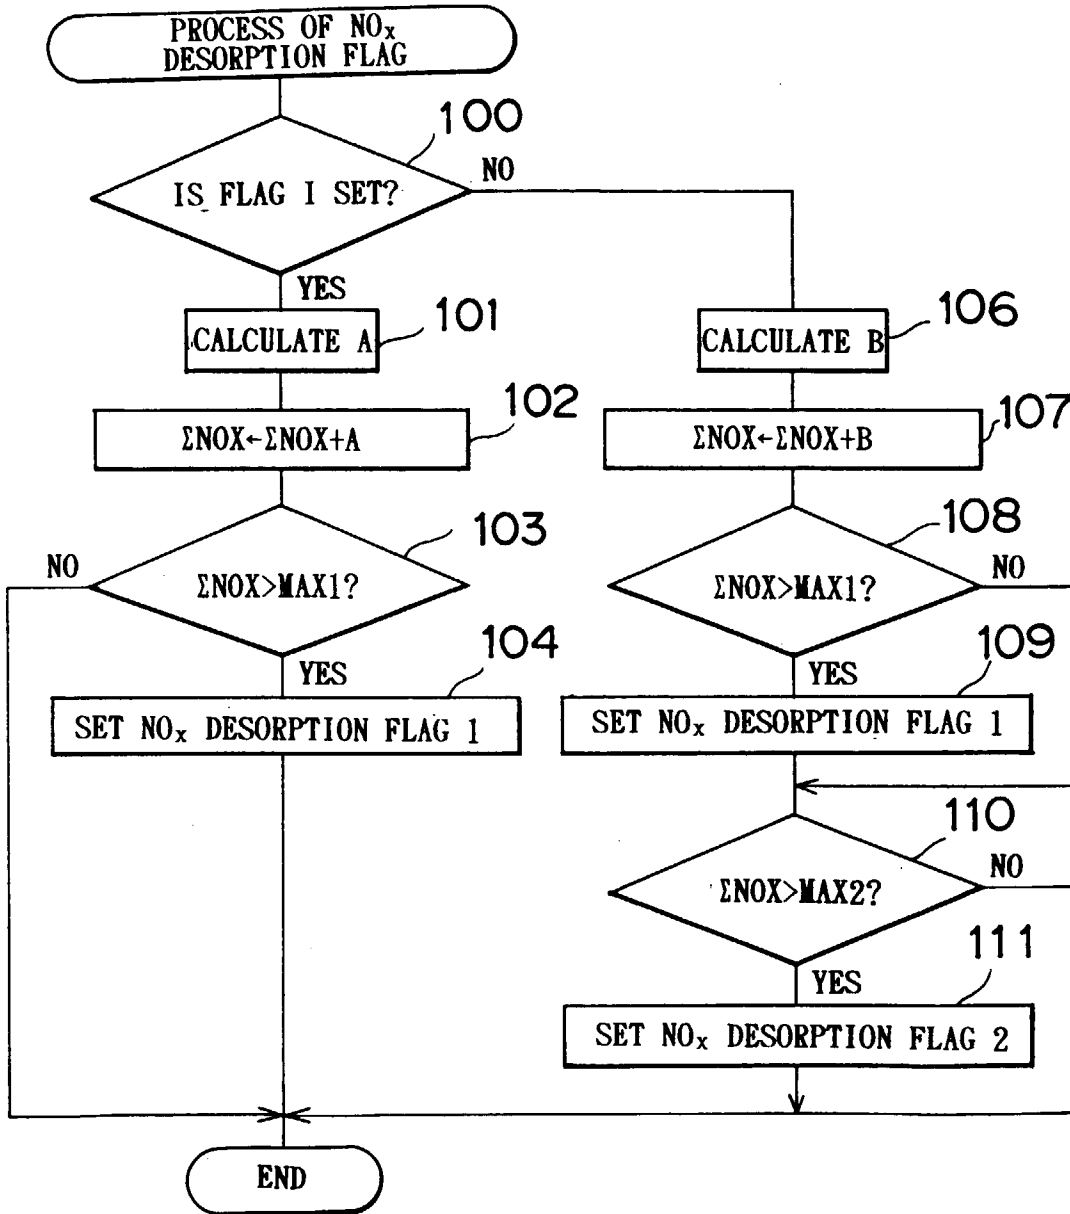 PROCESS OF NOx
DESORPTION FLAG
100
IS FLAG I SET?
NO
YES
101
CALCULATE A
106
CALCULATE B
102
ΣNOX←ΣNOX+A
107
ΣNOX←ΣNOX+B
103
NO
ΣNOX>MAX1?
108
ΣNOX>MAX1?
NO
YES
104
SET NOx DESORPTION FLAG 1
YES
109
SET NOx DESORPTION FLAG 1
110
ΣNOX>MAX2?
NO
YES
111
SET NOx DESORPTION FLAG 2
END